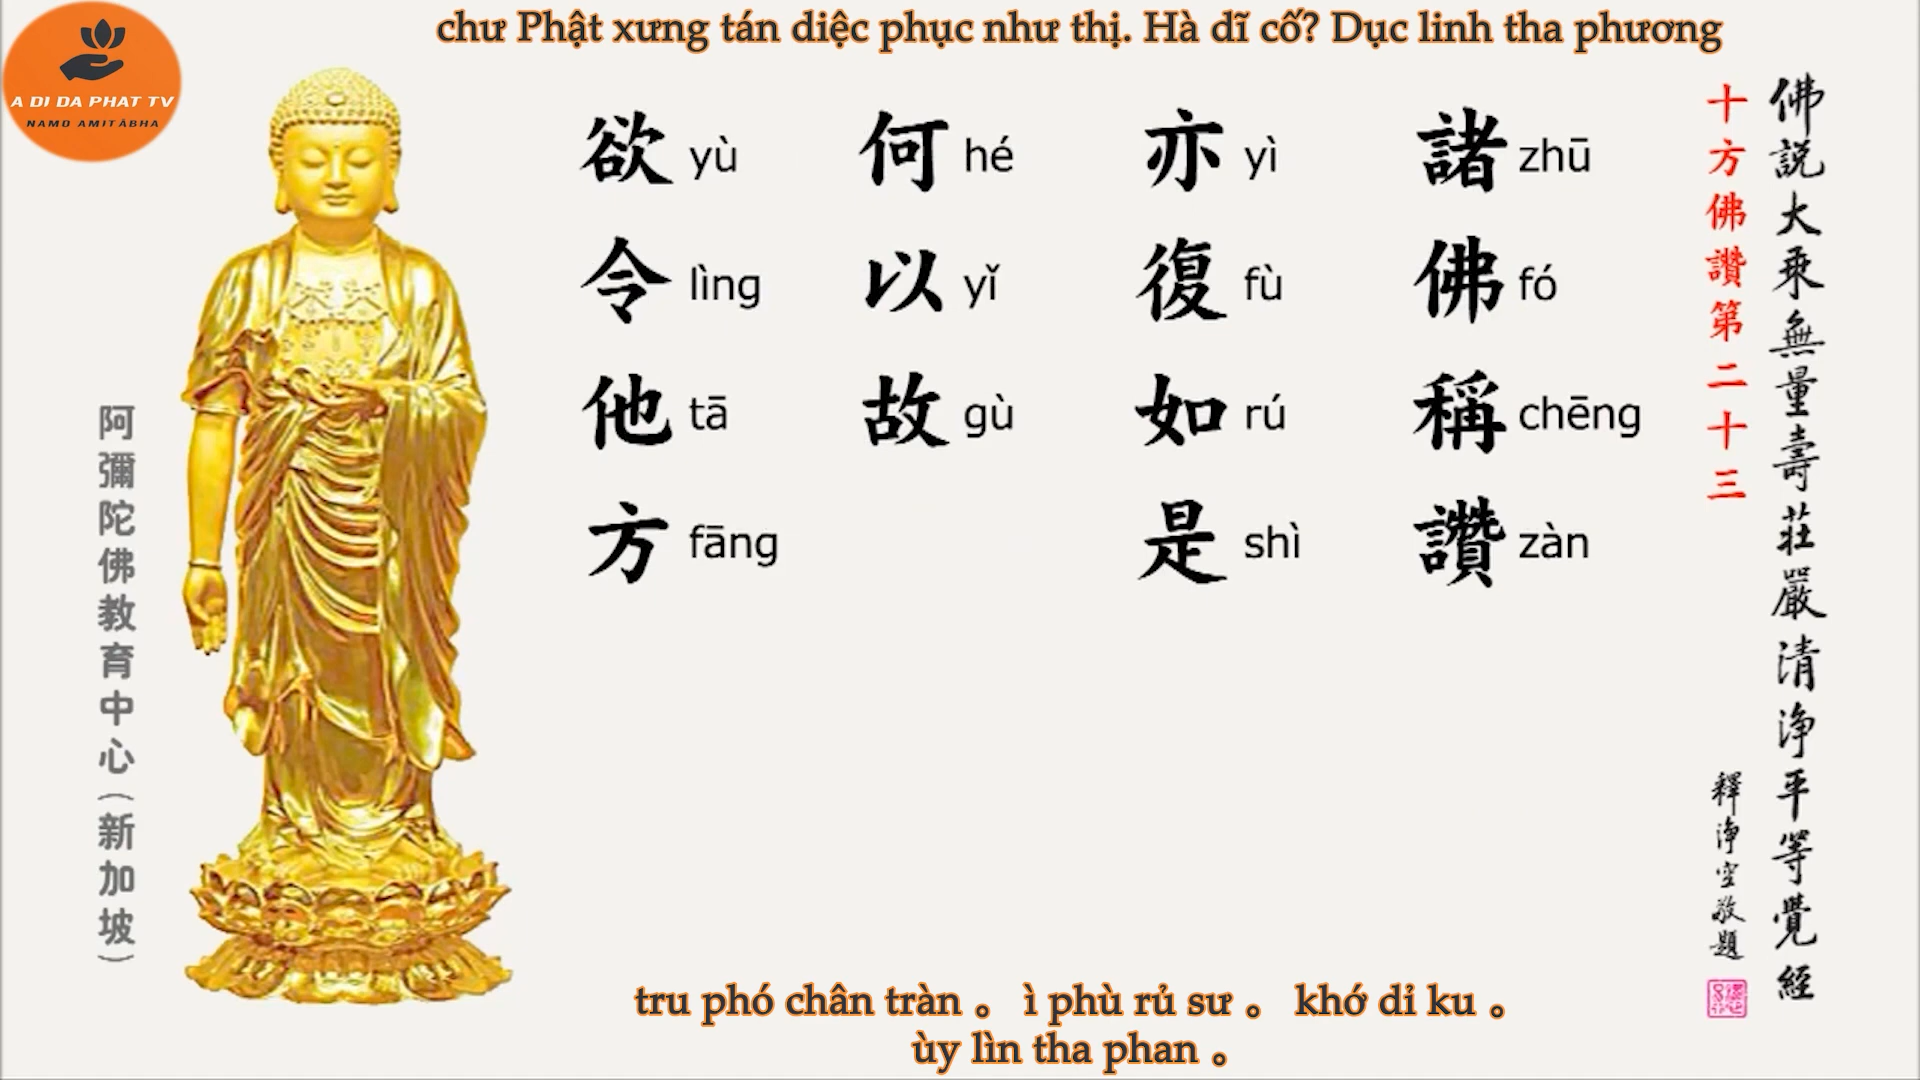 A DI DA PHAT TV
NAMO AMITĀBHA
chư Phật xưng tán diệc phục như thị. Hà dĩ cố? Dục linh tha phương
佛説大乘無量壽莊嚴清淨平等覺經
十方佛讚第二十三
釋淨空敬題
諸 zhū
佛 fó
稱 chēng
讚 zàn
亦 yì
復 fù
如 rú
是 shì
何 hé
以 yǐ
故 gù
欲 yù
令 lìng
他 tā
方 fāng
阿彌陀佛教育中心(新加坡)
tru phó chân tràn 。 ì phù rủ sư 。 khớ dỉ ku 。
ùy lìn tha phan 。